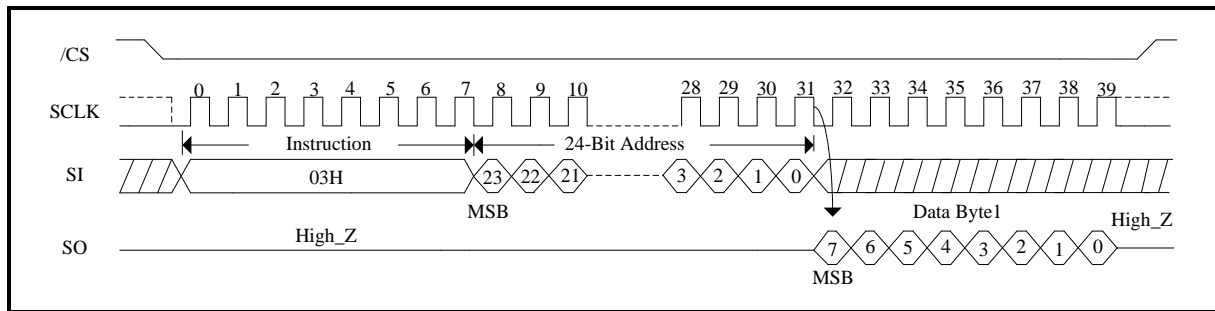 /CS
0 1 2 3 4 5 6 7 8 9 10 28 29 30 31 32 33 34 35 36 37 38 39
SCLK
Instruction 24-Bit Address
SI 03H 23 22 21 3 2 1 0
MSB Data Byte1
High_Z High_Z
SO 7 6 5 4 3 2 1 0
MSB